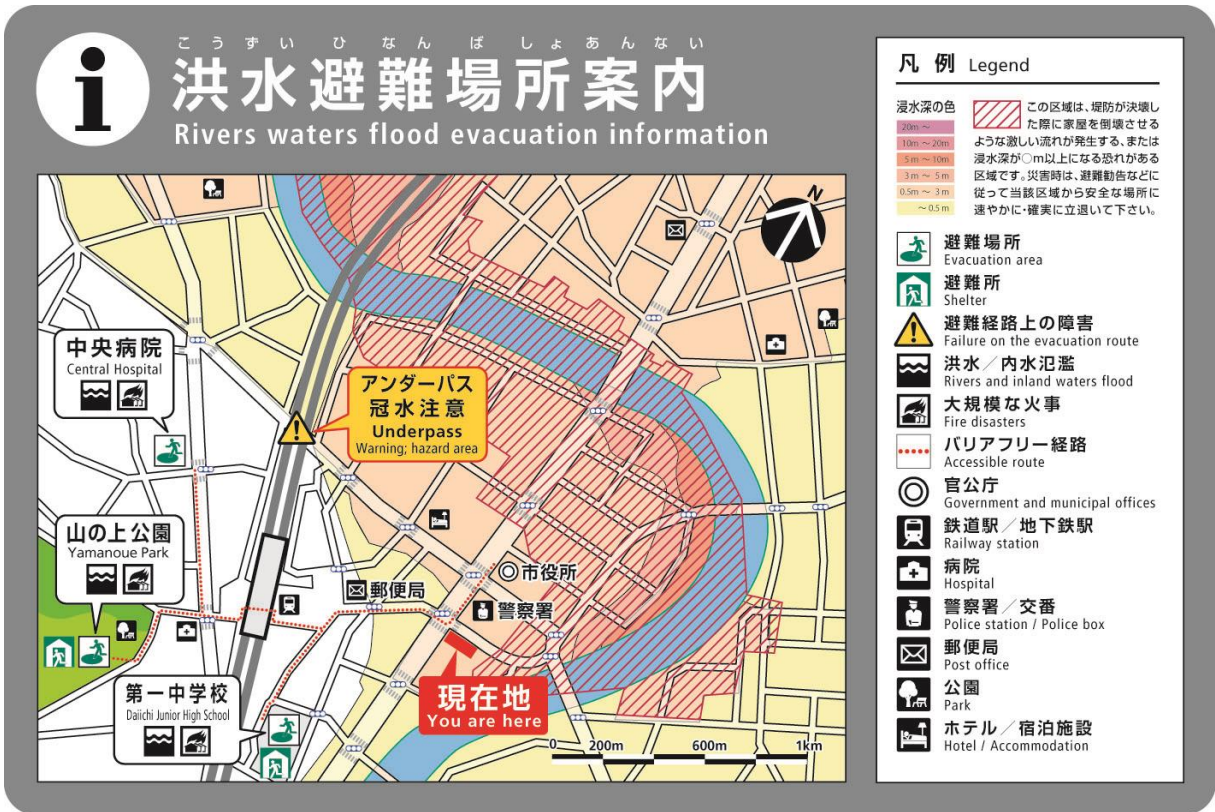 こうずいひなんばしょあんない
洪水避難場所案内
Rivers waters flood evacuation information
N
中央病院
Central Hospital
アンダーパス
冠水注意
Underpass
Warning; hazard area
山の上公園
Yamanoue Park
郵便局
市役所
警察署
第一中学校
Daiichi Junior High School
現在地
You are here
0 200m 600m 1km
凡例 Legend
浸水深の色
20m～
10m～20m
5m～10m
3m～5m
0.5m～3m
～0.5m
この区域は、堤防が決壊し
た際に家屋を倒壊させる
ような激しい流れが発生する、または
浸水深が○m以上になる恐れがある
区域です。災害時は、避難勧告などに
従って当該区域から安全な場所に
速やかに・確実に立退いて下さい。
避難場所
Evacuation area
避難所
Shelter
避難経路上の障害
Failure on the evacuation route
洪水／内水氾濫
Rivers and inland waters flood
大規模な火事
Fire disasters
バリアフリー経路
Accessible route
官公庁
Government and municipal offices
鉄道駅／地下鉄駅
Railway station
病院
Hospital
警察署／交番
Police station / Police box
郵便局
Post office
公園
Park
ホテル／宿泊施設
Hotel / Accommodation